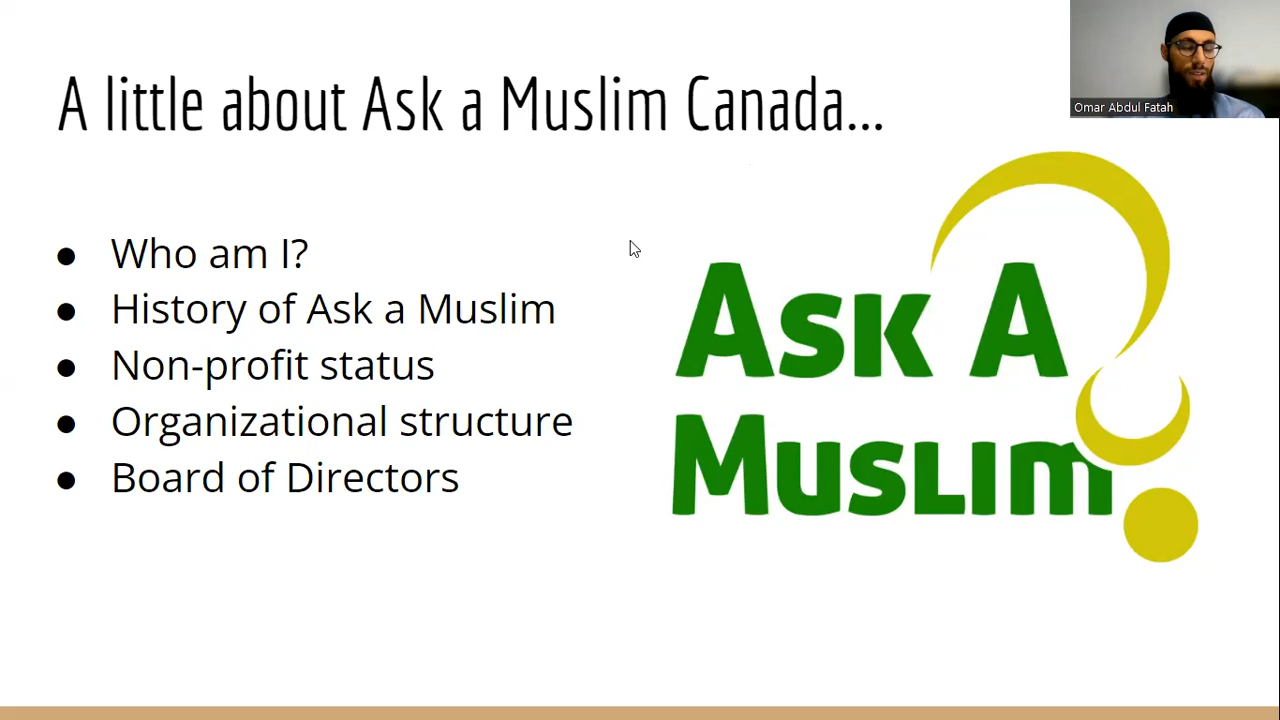 A little about Ask a Muslim Canada...
Omar Abdul Fatah
● Who am I?
● History of Ask a Muslim
● Non-profit status
● Organizational structure
● Board of Directors
ASK A
MUSLIM